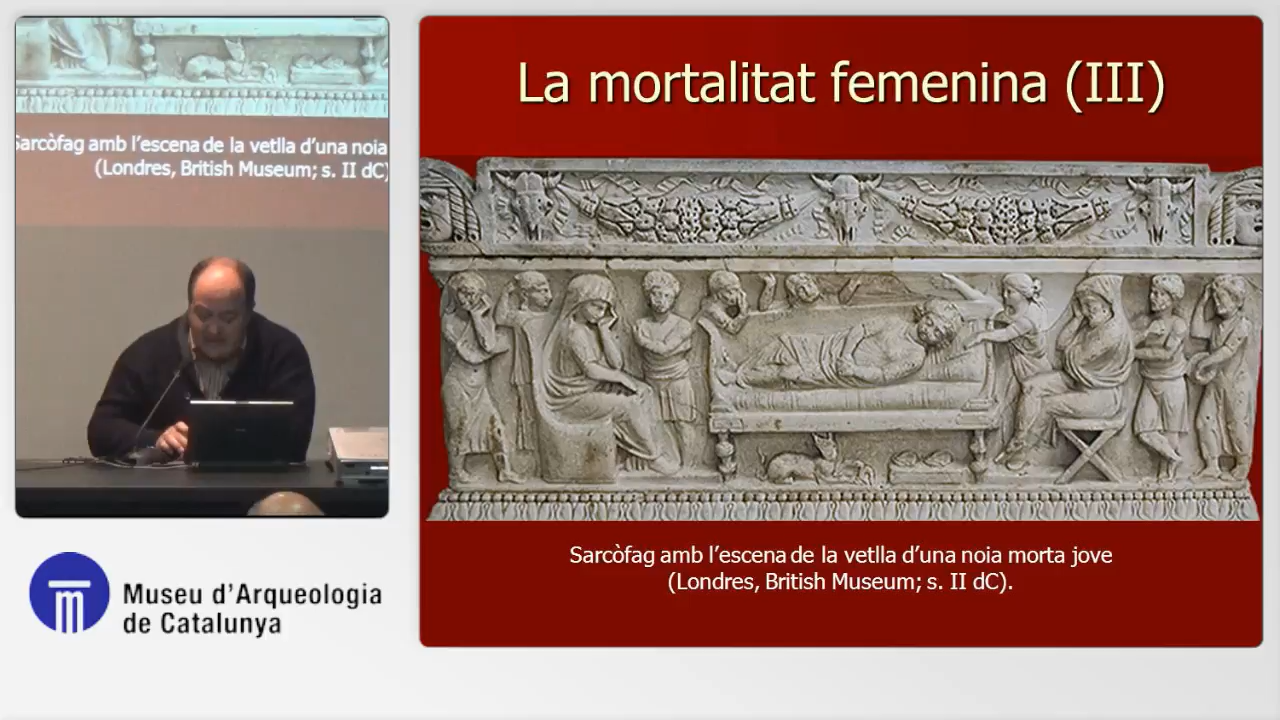 Sarcòfag amb l'escena de la vetlla d'una noia
(Londres, British Museum; s. II dC)
Museu d'Arqueologia
de Catalunya
La mortalitat femenina (III)
Sarcòfag amb l'escena de la vetlla d'una noia morta jove
(Londres, British Museum; s. II dC).